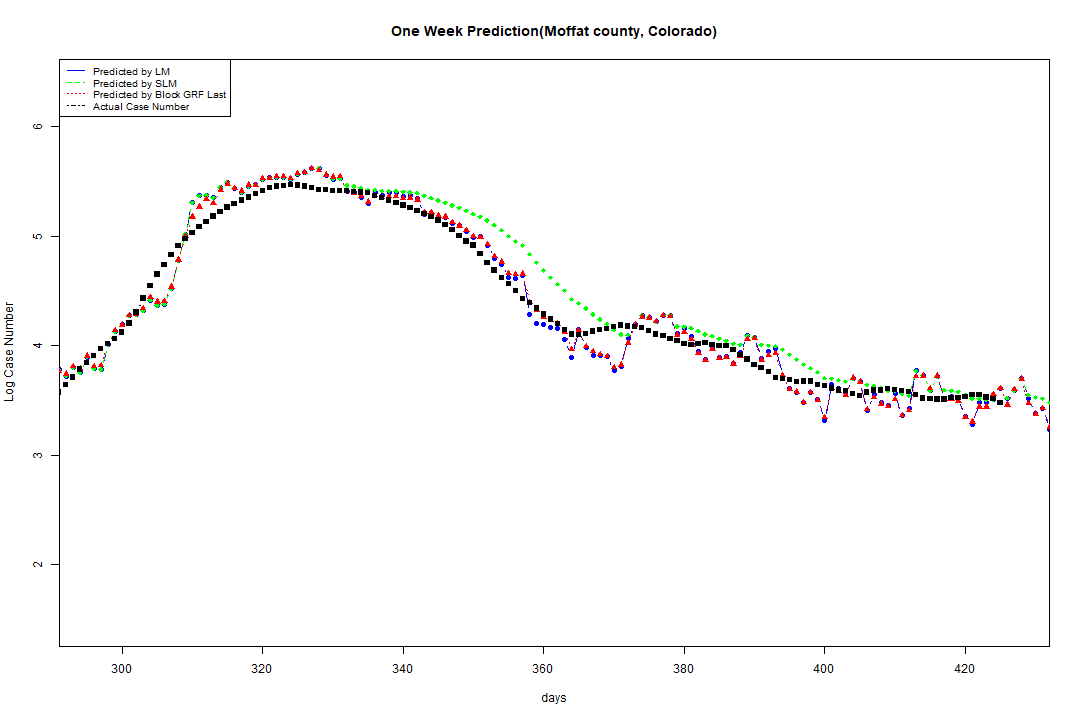 One Week Prediction(Moffat county, Colorado)
Predicted by LM
Predicted by SLM
Predicted by Block GRF Last
Actual Case Number
Log Case Number
6
5
4
3
2
300 320 340 360 380 400 420
days